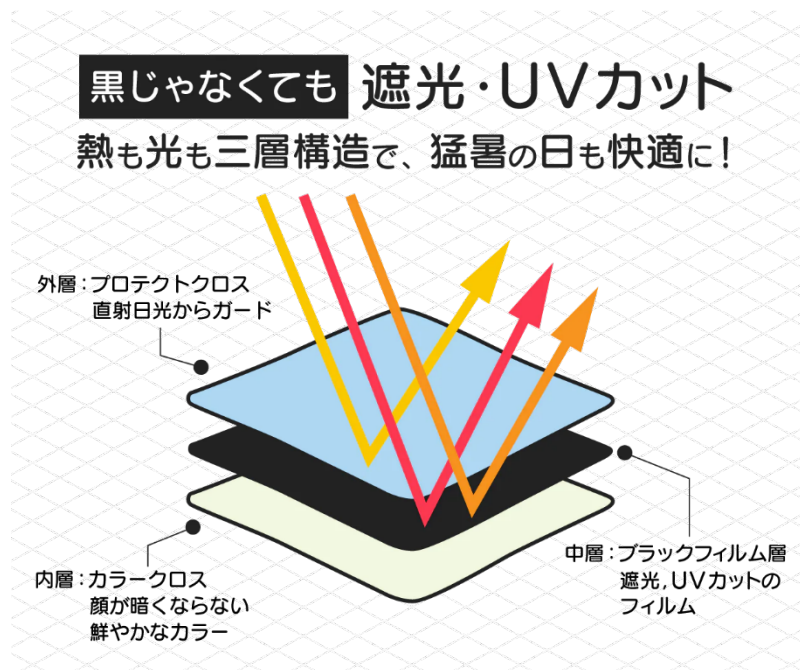 黒じゃなくても 遮光・UVカット
熱も光も三層構造で、猛暑の日も快適に!
外層:プロテクトクロス
直射日光からガード
中層:ブラックフィルム層
遮光,UVカットの
フィルム
内層:カラークロス
顔が暗くならない
鮮やかなカラー